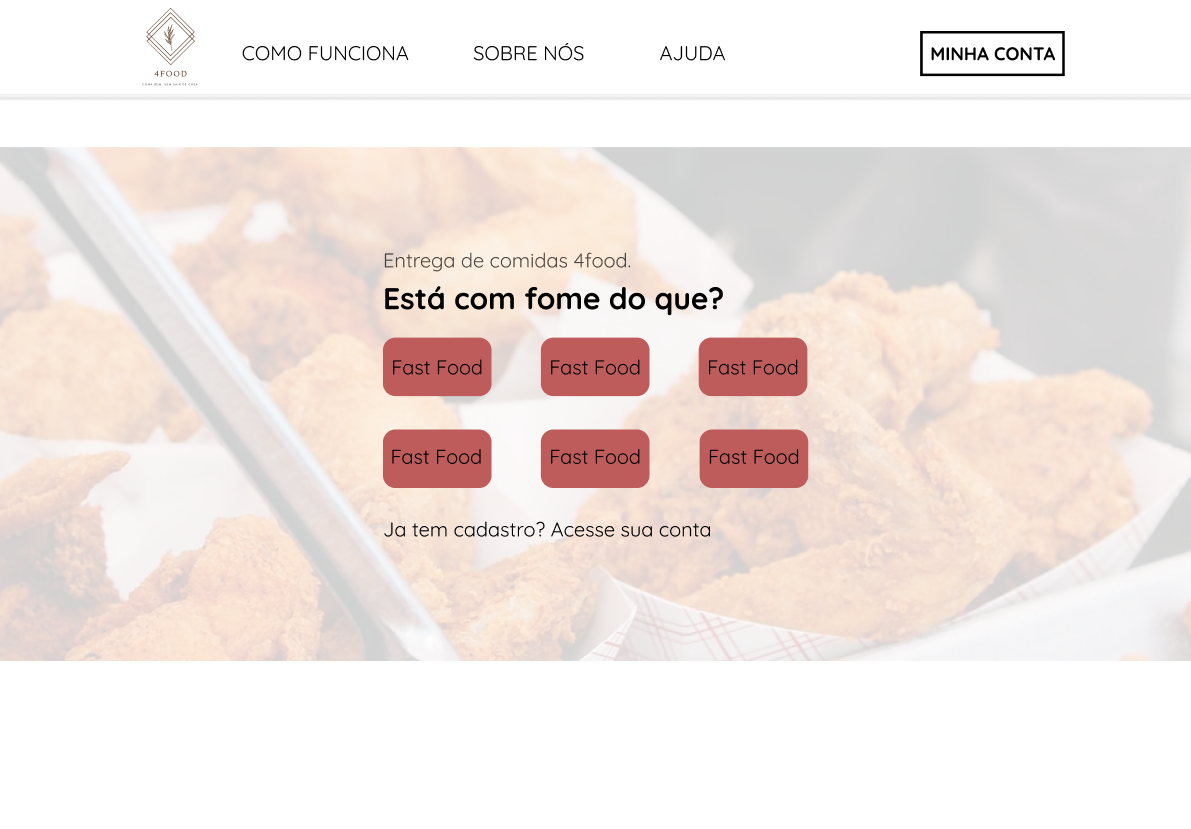 4FOOD
COMO FUNCIONA
SOBRE NÓS
AJUDA
MINHA CONTA
Entrega de comidas 4food.
Está com fome do que?
Fast Food
Fast Food
Fast Food
Fast Food
Fast Food
Fast Food
Ja tem cadastro? Acesse sua conta